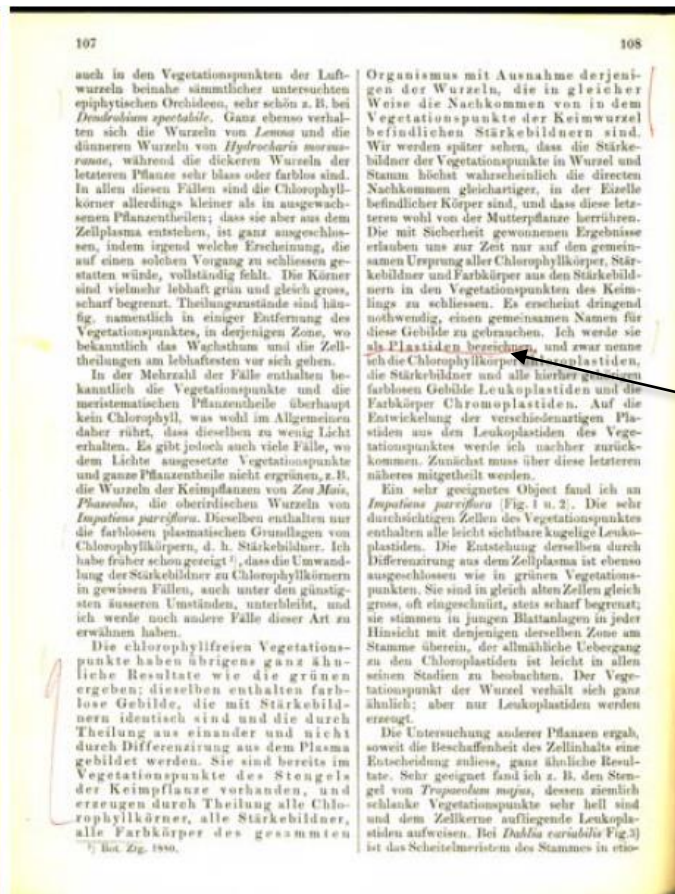 107
108
auch in den Vegetationspunkten der Luft-
wurzeln beinahe sämmtlicher untersuchten
epiphytischen Orchideen, sehr schön z. B. bei
Dendrobium spectabile. Ganz ebenso verhal-
ten sich die Wurzeln von Lemna und die
dünneren Wurzeln von Hydrocharis morsus-
ranae, während die dickeren Wurzeln der
letzteren Pflanze sehr blass oder farblos sind.
In allen diesen Fällen sind die Chlorophyll-
körner allerdings kleiner als in ausgewach-
senen Pflanzentheilen; dass sie aber aus dem
Zellplasma entstehen, ist ganz ausgeschlos-
sen, indem irgend welche Erscheinung, die
auf einen solchen Vorgang zu schliessen ge-
statten würde, vollständig fehlt. Die Körner
sind vielmehr lebhaft grün und gleich gross,
scharf begrenzt. Theilungszustände sind häu-
fig, namentlich in einiger Entfernung des
Vegetationspunktes, in derjenigen Zone, wo
bekanntlich das Wachsthum und die Zell-
theilungen am lebhaftesten vor sich gehen.
In der Mehrzahl der Fälle enthalten be-
kanntlich die Vegetationspunkte und die
meristematischen Pflanzentheile überhaupt
kein Chlorophyll, was wohl im Allgemeinen
daher rührt, dass dieselben zu wenig Licht
erhalten. Es gibt jedoch auch viele Fälle, wo
dem Lichte ausgesetzte Vegetationspunkte
und ganze Pflanzentheile nicht ergrünen, z. B.
die Wurzeln der Keimpflanzen von Zea Mais,
Phaseolus, die oberirdischen Wurzeln von
Impatiens parviflora. Dieselben enthalten nur
die farblosen plasmatischen Grundlagen von
Chlorophyllkörpern, d. h. Stärkebildner. Ich
habe früher schon gezeigt ¹), dass die Umwand-
lung der Stärkebildner zu Chlorophyllkörnern
in gewissen Fällen, auch unter den günstig-
sten äusseren Umständen, unterbleibt, und
ich werde noch andere Fälle dieser Art zu
erwähnen haben.
Die chlorophyllfreien Vegetations-
punkte haben übrigens ganz ähn-
liche Resultate wie die grünen
ergeben; dieselben enthalten farb-
lose Gebilde, die mit Stärkebild-
nern identisch sind und die durch
Theilung aus einander und nicht
durch Differenzirung aus dem Plasma
gebildet werden. Sie sind bereits im
Vegetationspunkte des Stengels
der Keimpflanze vorhanden, und
erzeugen durch Theilung alle Chlo-
rophyllkörner, alle Stärkebildner,
alle Farbkörper des gesammten
¹) Bot. Ztg. 1880.
Organismus mit Ausnahme derjeni-
gen der Wurzeln, die in gleicher
Weise die Nachkommen von in dem
Vegetationspunkte der Keimwurzel
befindlichen Stärkebildnern sind.
Wir werden später sehen, dass die Stärke-
bildner der Vegetationspunkte in Wurzel und
Stamm höchst wahrscheinlich die directen
Nachkommen gleichartiger, in der Eizelle
befindlicher Körper sind, und dass diese letz-
teren wohl von der Mutterpflanze herrühren.
Die mit Sicherheit gewonnenen Ergebnisse
erlauben uns zur Zeit nur auf den gemein-
samen Ursprung aller Chlorophyllkörper, Stär-
kebildner und Farbkörper aus den Stärkebild-
nern in den Vegetationspunkten des Keim-
lings zu schliessen. Es erscheint dringend
nothwendig, einen gemeinsamen Namen für
diese Gebilde zu gebrauchen. Ich werde sie
als Plastiden bezeichnen, und zwar nenne
ich die Chlorophyllkörper
die Stärkebildner und alle hierher gehörigen
farblosen Gebilde Leukoplastiden und die
Farbkörper Chromoplastiden. Auf die
Entwickelung der verschiedenartigen Pla-
stiden aus den Leukoplastiden des Vege-
tationspunktes werde ich nachher zurück-
kommen. Zunächst muss über diese letzteren
näheres mitgetheilt werden.
Ein sehr geeignetes Object fand ich an
Impatiens parviflora (Fig. 1 u. 2). Die sehr
durchsichtigen Zellen des Vegetationspunktes
enthalten alle leicht sichtbare kugelige Leuko-
plastiden. Die Entstehung derselben durch
Differenzirung aus dem Zellplasma ist ebenso
ausgeschlossen wie in grünen Vegetations-
punkten. Sie sind in gleich alten Zellen gleich
gross, oft eingeschnürt, stets scharf begrenzt;
sie stimmen in jungen Blattanlagen in jeder
Hinsicht mit denjenigen derselben Zone am
Stamme überein, der allmähliche Uebergang
zu den Chloroplastiden ist leicht in allen
seinen Stadien zu beobachten. Der Vege-
tationspunkt der Wurzel verhält sich ganz
ähnlich; aber nur Leukoplastiden werden
erzeugt.
Die Untersuchung anderer Pflanzen ergab,
soweit die Beschaffenheit des Zellinhalts eine
Entscheidung zuliess, ganz ähnliche Resul-
tate. Sehr geeignet fand ich z. B. den Sten-
gel von Tropaeolum majus, dessen ziemlich
schlanke Vegetationspunkte sehr hell sind
und dem Zellkerne aufliegende Leukopla-
stiden aufweisen. Bei Dahlia variabilis Fig.3)
ist das Scheitelmeristem des Stammes in etio-